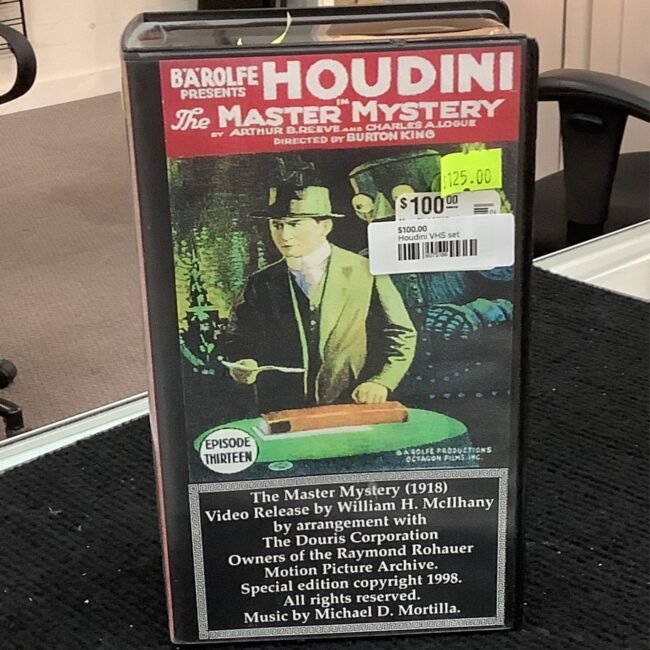 B.A. ROLFE
PRESENTS
HOUDINI
IN
The MASTER MYSTERY
BY ARTHUR B. REEVE AND CHARLES A. LOGUE
DIRECTED BY BURTON KING
$125.00
$100.00
$100.00
Houdini VHS set
EPISODE
THIRTEEN
B.A. ROLFE PRODUCTIONS
OCTAGON FILMS, INC.
The Master Mystery (1918)
Video Release by William H. McIlhany
by arrangement with
The Douris Corporation
Owners of the Raymond Rohauer
Motion Picture Archive.
Special edition copyright 1998.
All rights reserved.
Music by Michael D. Mortilla.